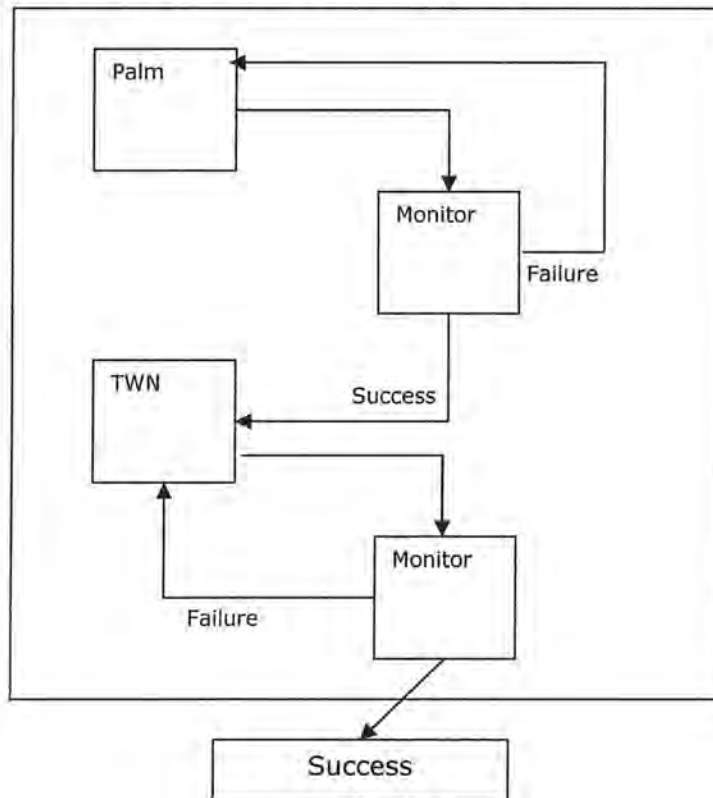 Palm
Monitor
Failure
TWN
Success
Monitor
Failure
Success